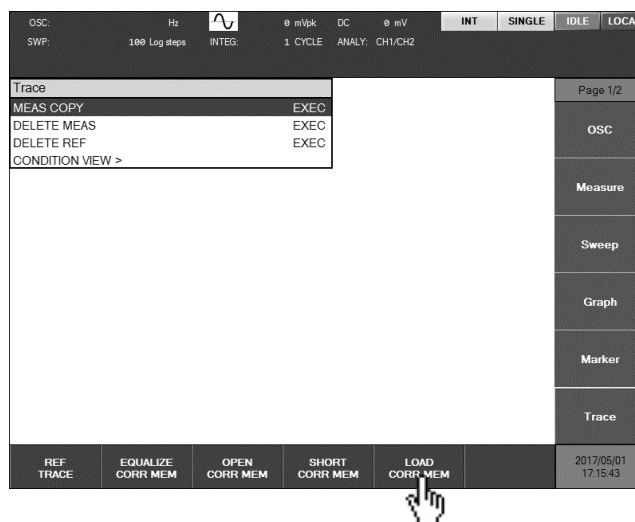 OSC: Hz 0 mVpk DC 0 mV INT SINGLE IDLE LOCA
SWP: 100 Log steps INTEG: 1 CYCLE ANALY: CH1/CH2
Trace
MEAS COPY EXEC
DELETE MEAS EXEC
DELETE REF EXEC
CONDITION VIEW >
Page 1/2
OSC
Measure
Sweep
Graph
Marker
Trace
REF
TRACE
EQUALIZE
CORR MEM
OPEN
CORR MEM
SHORT
CORR MEM
LOAD
CORR MEM
2017/05/01
17:15:43